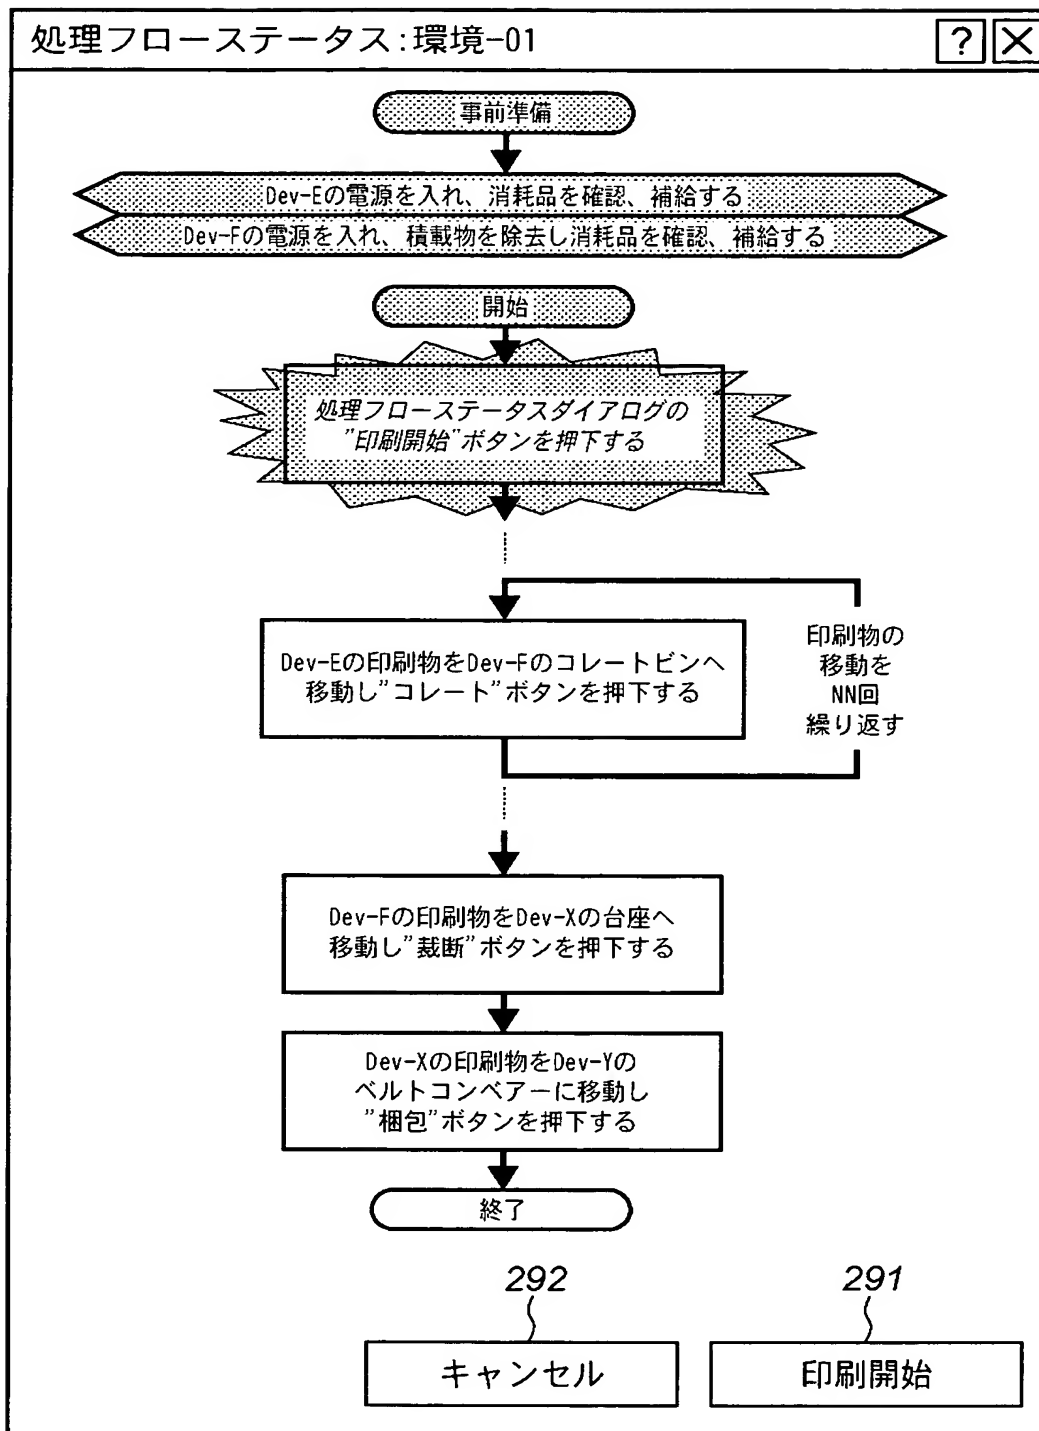 処理フローステータス:環境-01
? X
事前準備
Dev-Eの電源を入れ、消耗品を確認、補給する
Dev-Fの電源を入れ、積載物を除去し消耗品を確認、補給する
開始
処理フローステータスダイアログの
”印刷開始”ボタンを押下する
Dev-Eの印刷物をDev-Fのコレートビンへ
移動し”コレート”ボタンを押下する
印刷物の
移動を
NN回
繰り返す
Dev-Fの印刷物をDev-Xの台座へ
移動し”裁断”ボタンを押下する
Dev-Xの印刷物をDev-Yの
ベルトコンベアーに移動し
”梱包”ボタンを押下する
終了
292
291
キャンセル
印刷開始